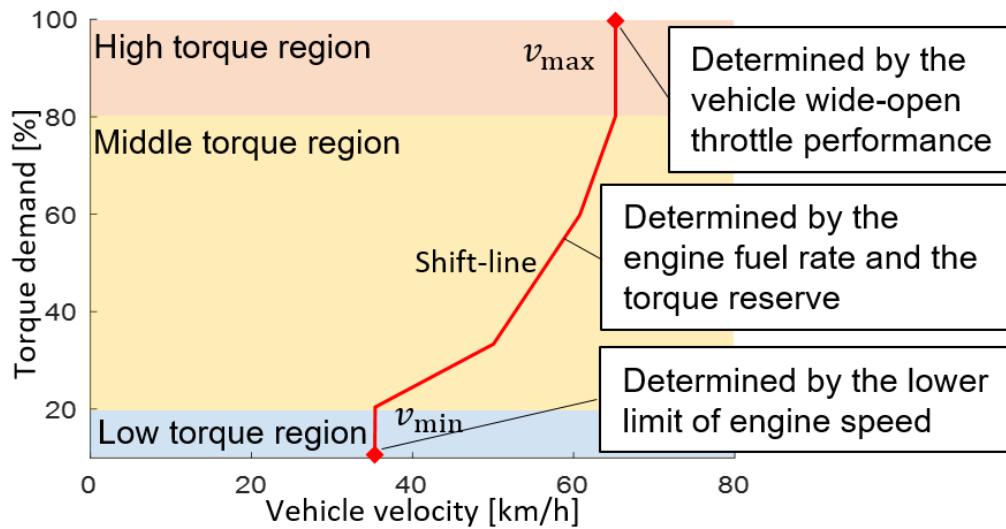 100
80
60
40
20
Torque demand [%]
High torque region
v_max
Middle torque region
Shift-line
v_min
Low torque region
Determined by the
vehicle wide-open
throttle performance
Determined by the
engine fuel rate and the
torque reserve
Determined by the lower
limit of engine speed
0
20
40
60
80
Vehicle velocity [km/h]